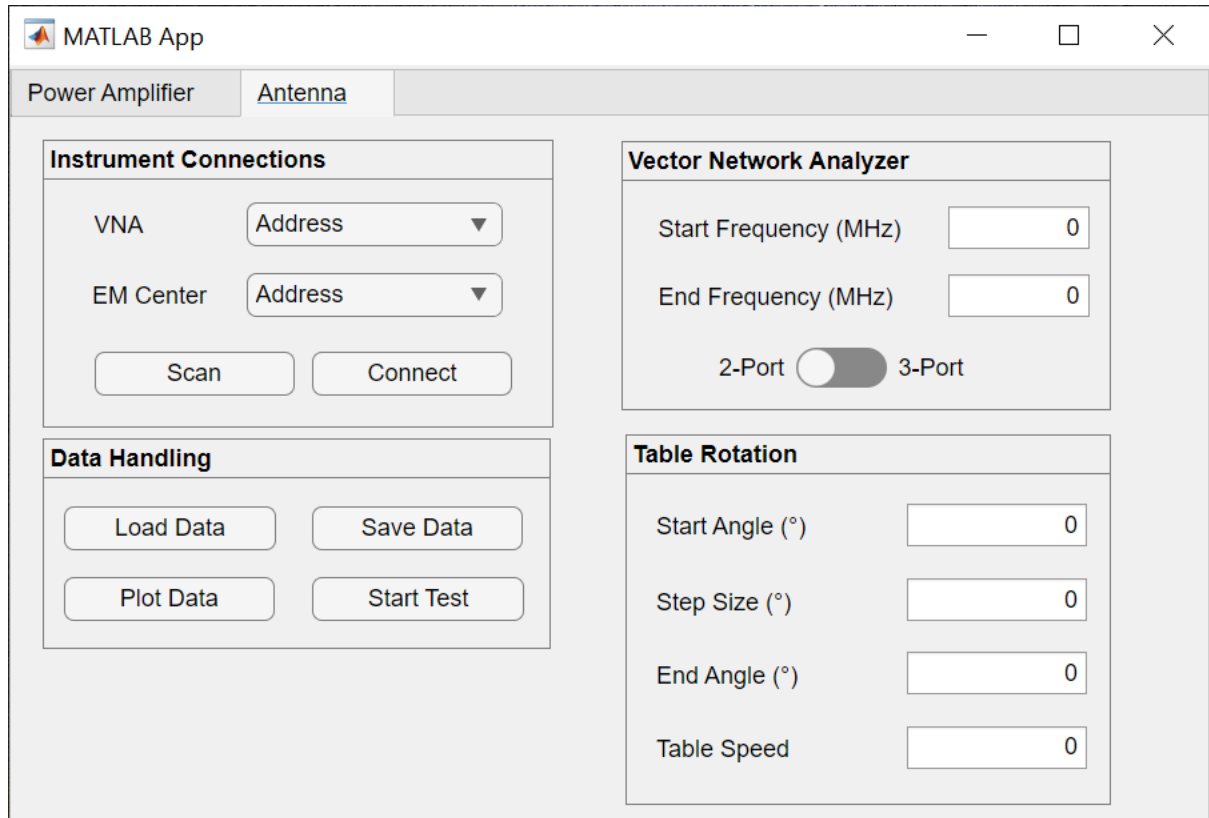 MATLAB App
Power Amplifier
Antenna
Instrument Connections
VNA
Address
EM Center
Address
Scan
Connect
Data Handling
Load Data
Save Data
Plot Data
Start Test
Vector Network Analyzer
Start Frequency (MHz)
0
End Frequency (MHz)
0
2-Port
3-Port
Table Rotation
Start Angle (°)
0
Step Size (°)
0
End Angle (°)
0
Table Speed
0